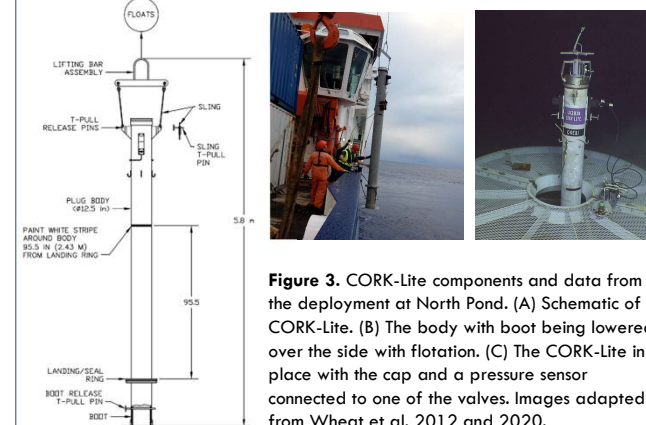 FLOATS
LIFTING BAR
ASSEMBLY
SLING
T-PULL
RELEASE PINS
SLING
T-PULL
PIN
PLUG BODY
(Ø12.5 in)
5.8 m
PAINT WHITE STRIPE
AROUND BODY
95.5 IN (2.43 M)
FROM LANDING RING
95.5
LANDING/SEAL
RING
BOOT RELEASE
T-PULL PIN
BOOT
Figure 3. CORK-Lite components and data from
the deployment at North Pond. (A) Schematic of
CORK-Lite. (B) The body with boot being lowered
over the side with flotation. (C) The CORK-Lite in
place with the cap and a pressure sensor
connected to one of the valves. Images adapted
from Wheat et al. 2012 and 2020.